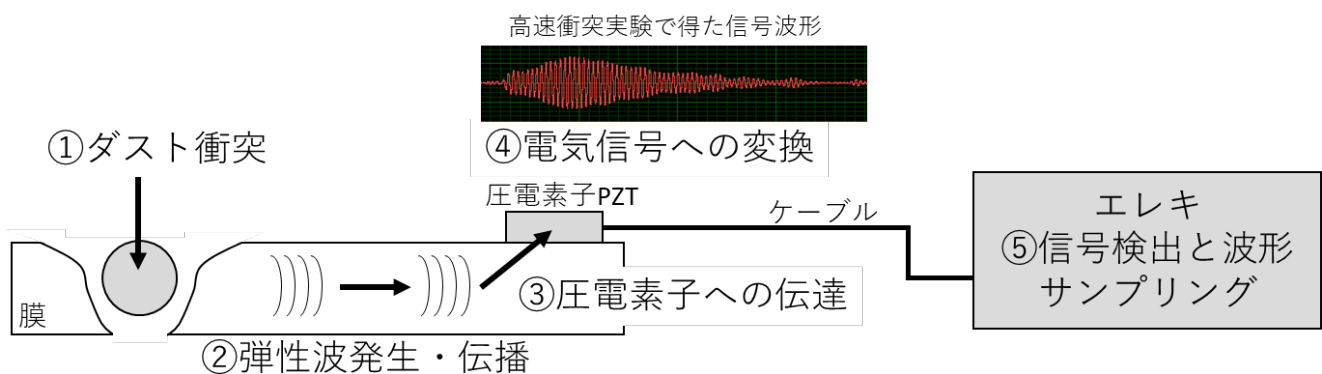 高速衝突実験で得た信号波形
①ダスト衝突
④電気信号への変換
圧電素子PZT
ケーブル
エレキ
⑤信号検出と波形
サンプリング
③圧電素子への伝達
膜
②弾性波発生・伝播